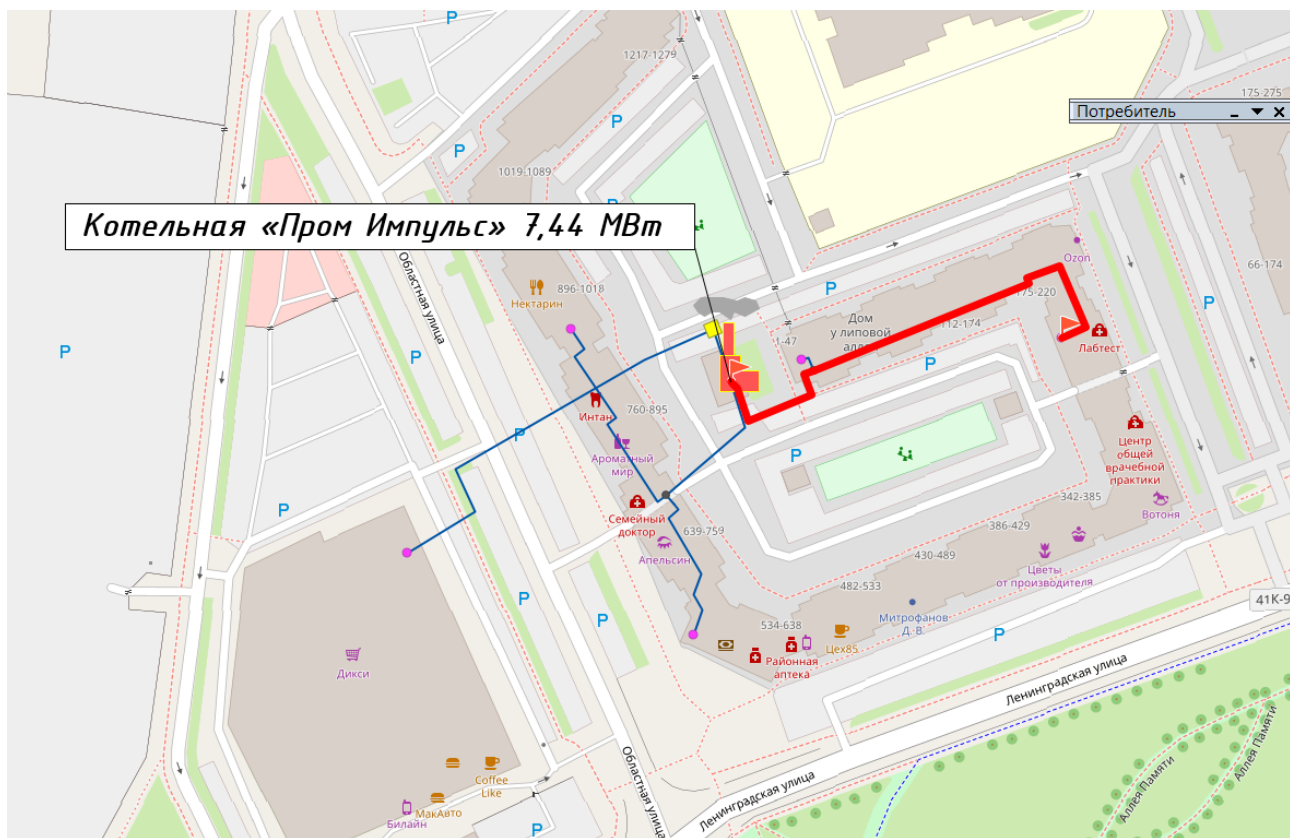 P
1217-1279
175-275
Потребитель
P
P
1019-1089
P
Котельная «Пром Импульс» 7,44 МВт
Областная улица
Ozon
66-174
896-1018
Нектарин
P
175-220
P
P
P
Дом
у липовой
1-47
112-174
Лабтест
P
Интан
760-895
P
Ароматный
мир
P
Центр
общей
врачебной
практики
P
Семейный
доктор
639-759
342-385
Вотоня
386-429
Апельсин
430-489
Цветы
от производителя
482-533
P
41К-9
Митрофанов
Д. В.
534-638
P
Цех85
Районная
аптека
Дикси
Ленинградская улица
Областная улица
Аллея Памяти
Аллея Памяти
Coffee
Like
МакАвто
Билайн
P
Ленинградская улица